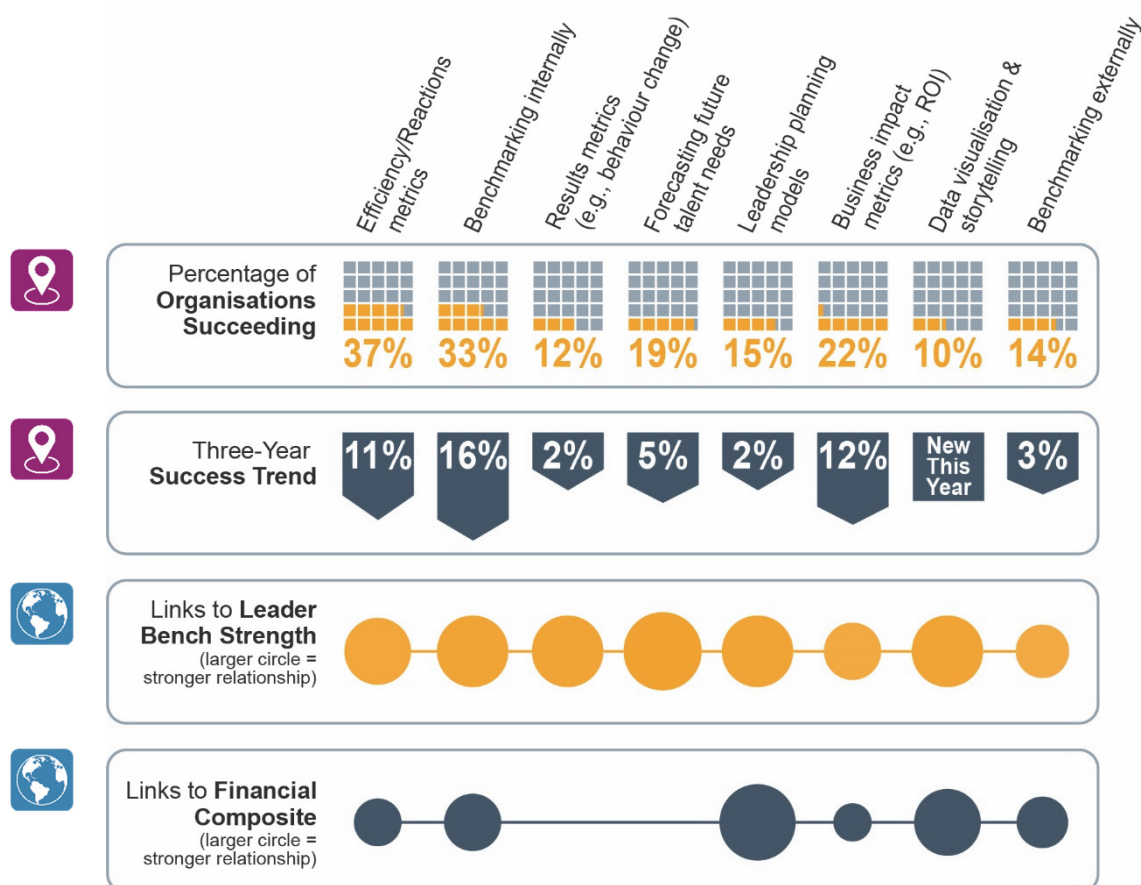 Efficiency/Reactions
metrics
Benchmarking internally
Results metrics
(e.g., behaviour change)
Forecasting future
talent needs
Leadership planning
models
Business impact
metrics (e.g., ROI)
Data visualisation &
storytelling
Benchmarking externally
Percentage of
Organisations
Succeeding
37% 33% 12% 19% 15% 22% 10% 14%
Three-Year
Success Trend
11% 16% 2% 5% 2% 12% New This Year 3%
Links to Leader
Bench Strength
(larger circle =
stronger relationship)
Links to Financial
Composite
(larger circle =
stronger relationship)